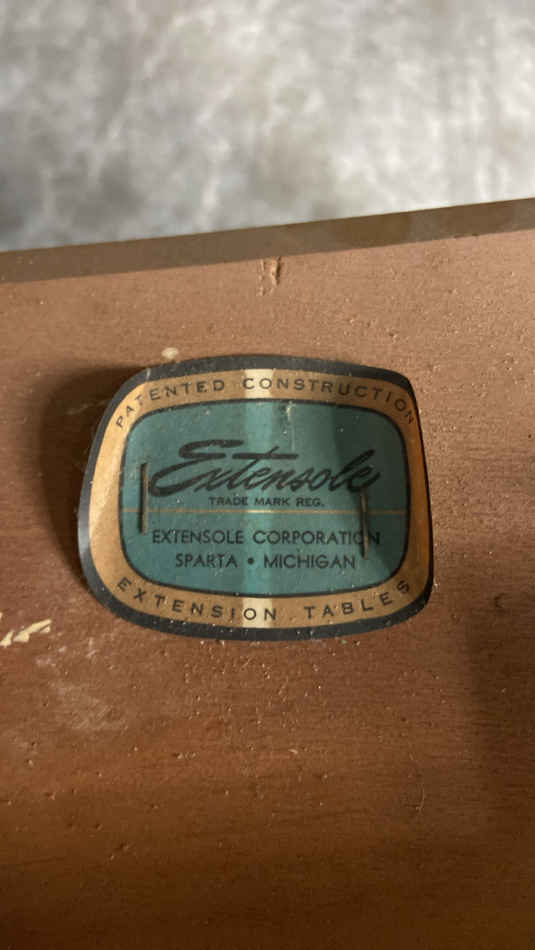 PATENTED CONSTRUCTION
Extensole
TRADE MARK REG.
EXTENSOLE CORPORATION
SPARTA • MICHIGAN
EXTENSION TABLES